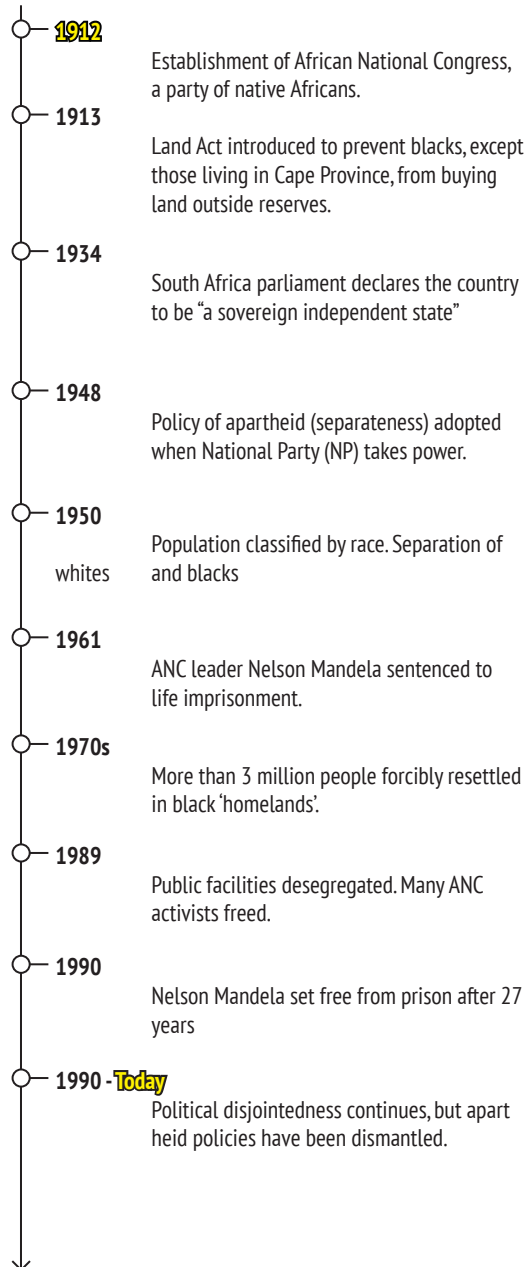 1912
Establishment of African National Congress,
a party of native Africans.
1913
Land Act introduced to prevent blacks, except
those living in Cape Province, from buying
land outside reserves.
1934
South Africa parliament declares the country
to be “a sovereign independent state”
1948
Policy of apartheid (separateness) adopted
when National Party (NP) takes power.
1950
Population classified by race. Separation of
whites and blacks
1961
ANC leader Nelson Mandela sentenced to
life imprisonment.
1970s
More than 3 million people forcibly resettled
in black ‘homelands’.
1989
Public facilities desegregated. Many ANC
activists freed.
1990
Nelson Mandela set free from prison after 27
years
1990 - Today
Political disjointedness continues, but apart
heid policies have been dismantled.